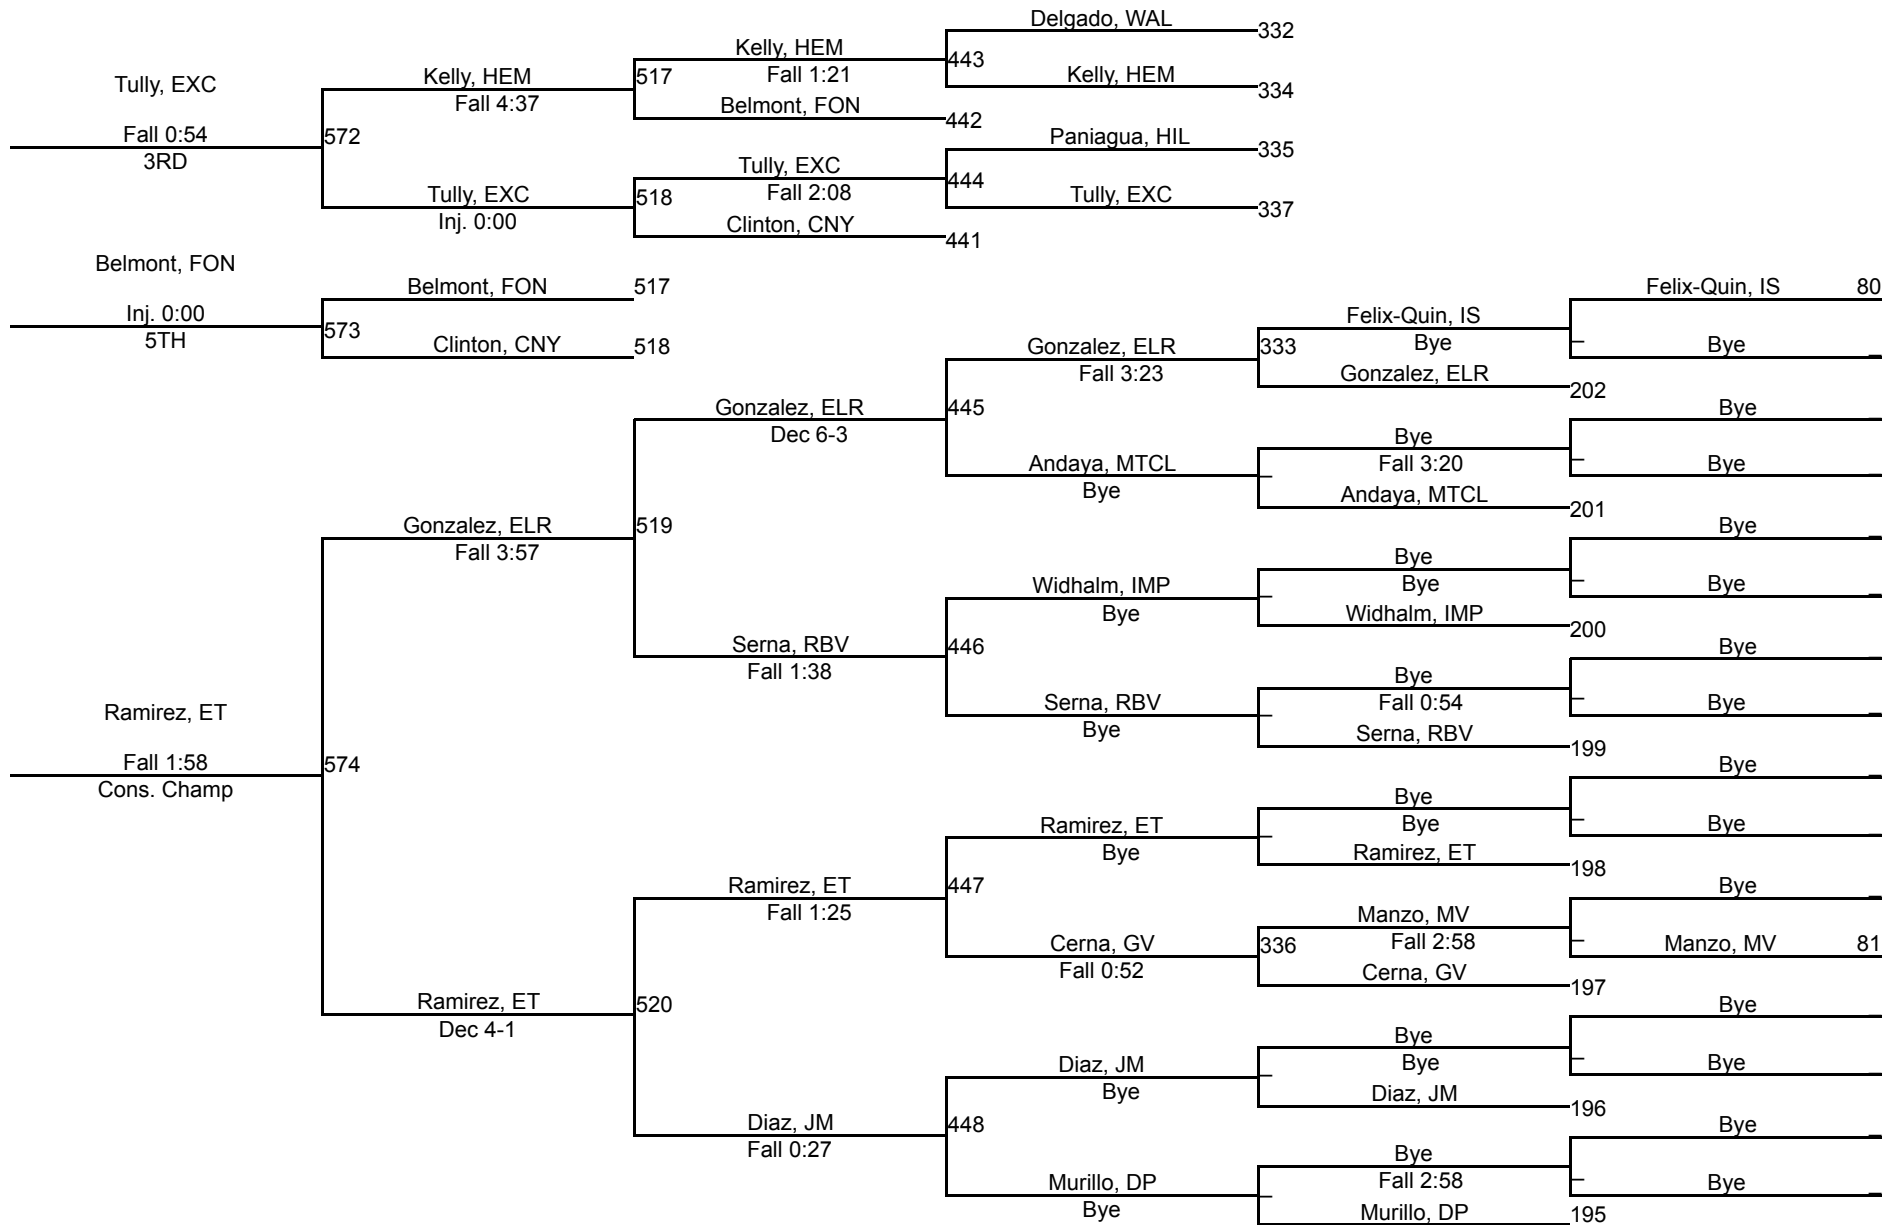 Delgado, WAL
332
Kelly, HEM
443
Tully, EXC
Kelly, HEM
517
Fall 1:21
Kelly, HEM
334
Fall 4:37
Belmont, FON
442
Fall 0:54
572
Paniagua, HIL
335
3RD
Tully, EXC
444
Tully, EXC
518
Fall 2:08
Tully, EXC
337
Inj. 0:00
Clinton, CNY
441
Belmont, FON
Belmont, FON
517
Felix-Quin, IS
80
Inj. 0:00
573
Felix-Quin, IS
5TH
Clinton, CNY
518
Gonzalez, ELR
333
Bye
Bye
Fall 3:23
Gonzalez, ELR
202
Gonzalez, ELR
445
Bye
Dec 6-3
Bye
Andaya, MTCL
Fall 3:20
Bye
Bye
Andaya, MTCL
201
Gonzalez, ELR
519
Bye
Fall 3:57
Bye
Widhalm, IMP
Bye
Bye
Bye
Widhalm, IMP
200
Serna, RBV
446
Bye
Fall 1:38
Bye
Serna, RBV
Fall 0:54
Bye
Ramirez, ET
Bye
Serna, RBV
199
Fall 1:58
574
Bye
Cons. Champ
Bye
Ramirez, ET
Bye
Bye
Bye
Ramirez, ET
198
Ramirez, ET
447
Bye
Fall 1:25
Manzo, MV
Cerna, GV
336
Fall 2:58
Manzo, MV
81
Fall 0:52
Cerna, GV
197
Ramirez, ET
520
Bye
Dec 4-1
Bye
Diaz, JM
Bye
Bye
Bye
Diaz, JM
196
Diaz, JM
448
Bye
Fall 0:27
Bye
Murillo, DP
Fall 2:58
Bye
Bye
Murillo, DP
195